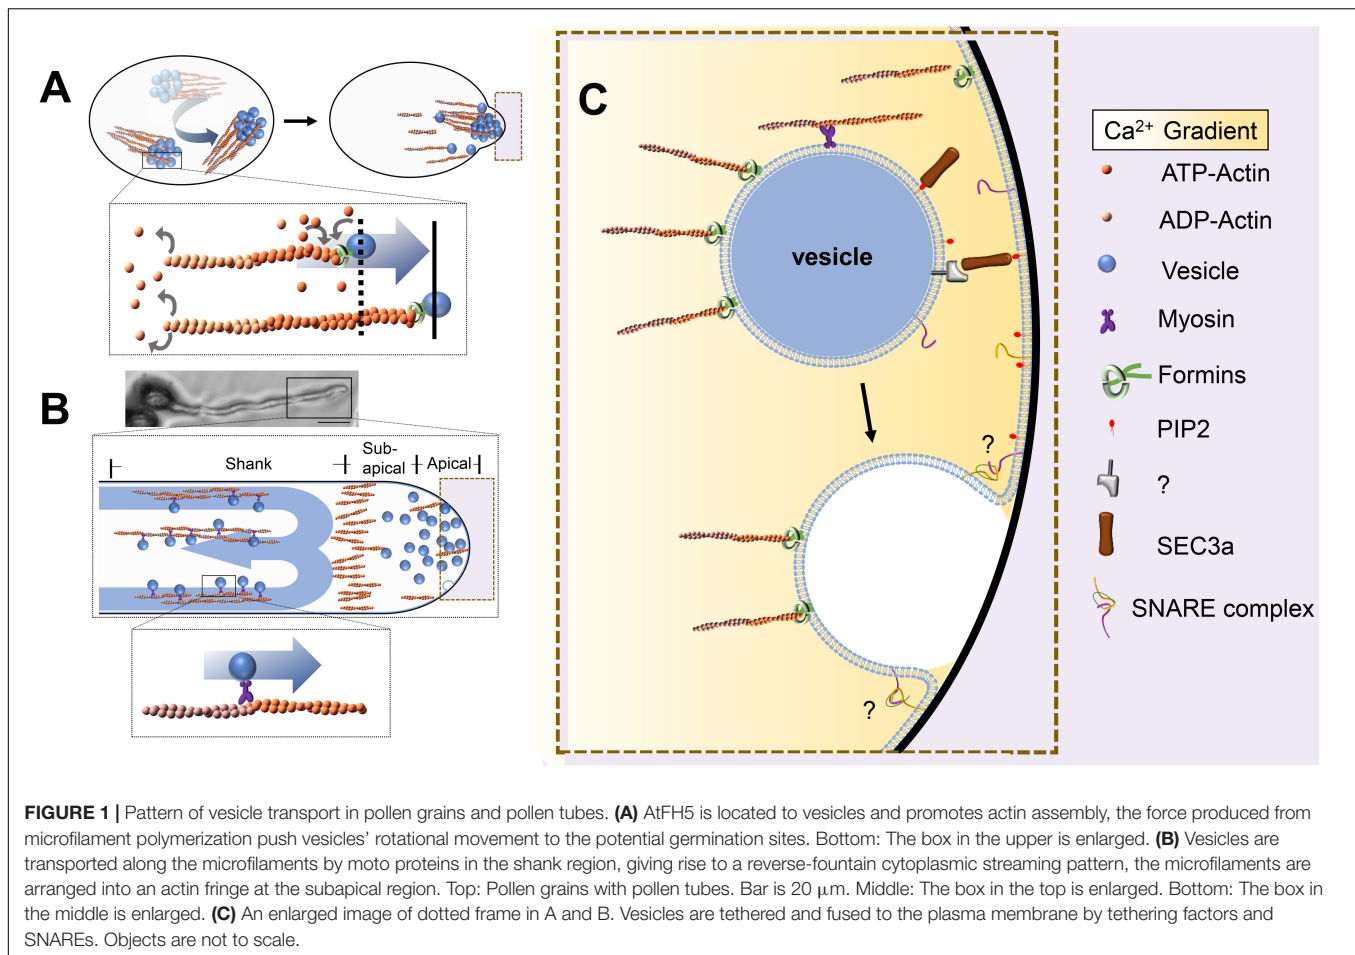 A
B
Shank
Sub-
apical
Apical
C
vesicle
?
?
Ca2+ Gradient
ATP-Actin
ADP-Actin
Vesicle
Myosin
Formins
PIP2
?
SEC3a
SNARE complex
FIGURE 1 | Pattern of vesicle transport in pollen grains and pollen tubes. (A) AtFH5 is located to vesicles and promotes actin assembly, the force produced from
microfilament polymerization push vesicles' rotational movement to the potential germination sites. Bottom: The box in the upper is enlarged. (B) Vesicles are
transported along the microfilaments by moto proteins in the shank region, giving rise to a reverse-fountain cytoplasmic streaming pattern, the microfilaments are
arranged into an actin fringe at the subapical region. Top: Pollen grains with pollen tubes. Bar is 20 μm. Middle: The box in the top is enlarged. Bottom: The box in
the middle is enlarged. (C) An enlarged image of dotted frame in A and B. Vesicles are tethered and fused to the plasma membrane by tethering factors and
SNAREs. Objects are not to scale.